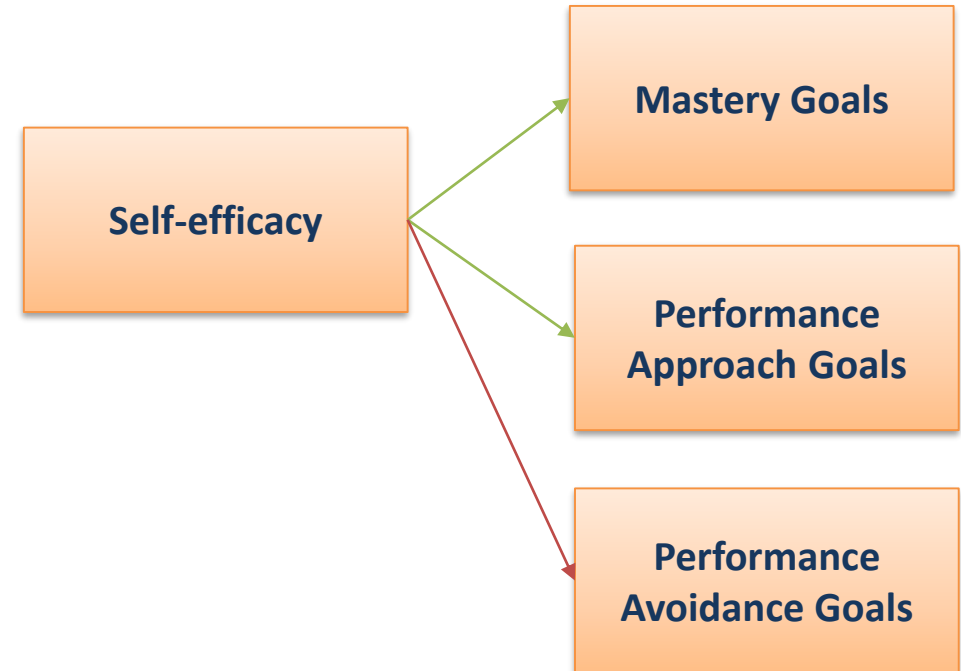 Mastery Goals
Self-efficacy
Performance
Approach Goals
Performance
Avoidance Goals